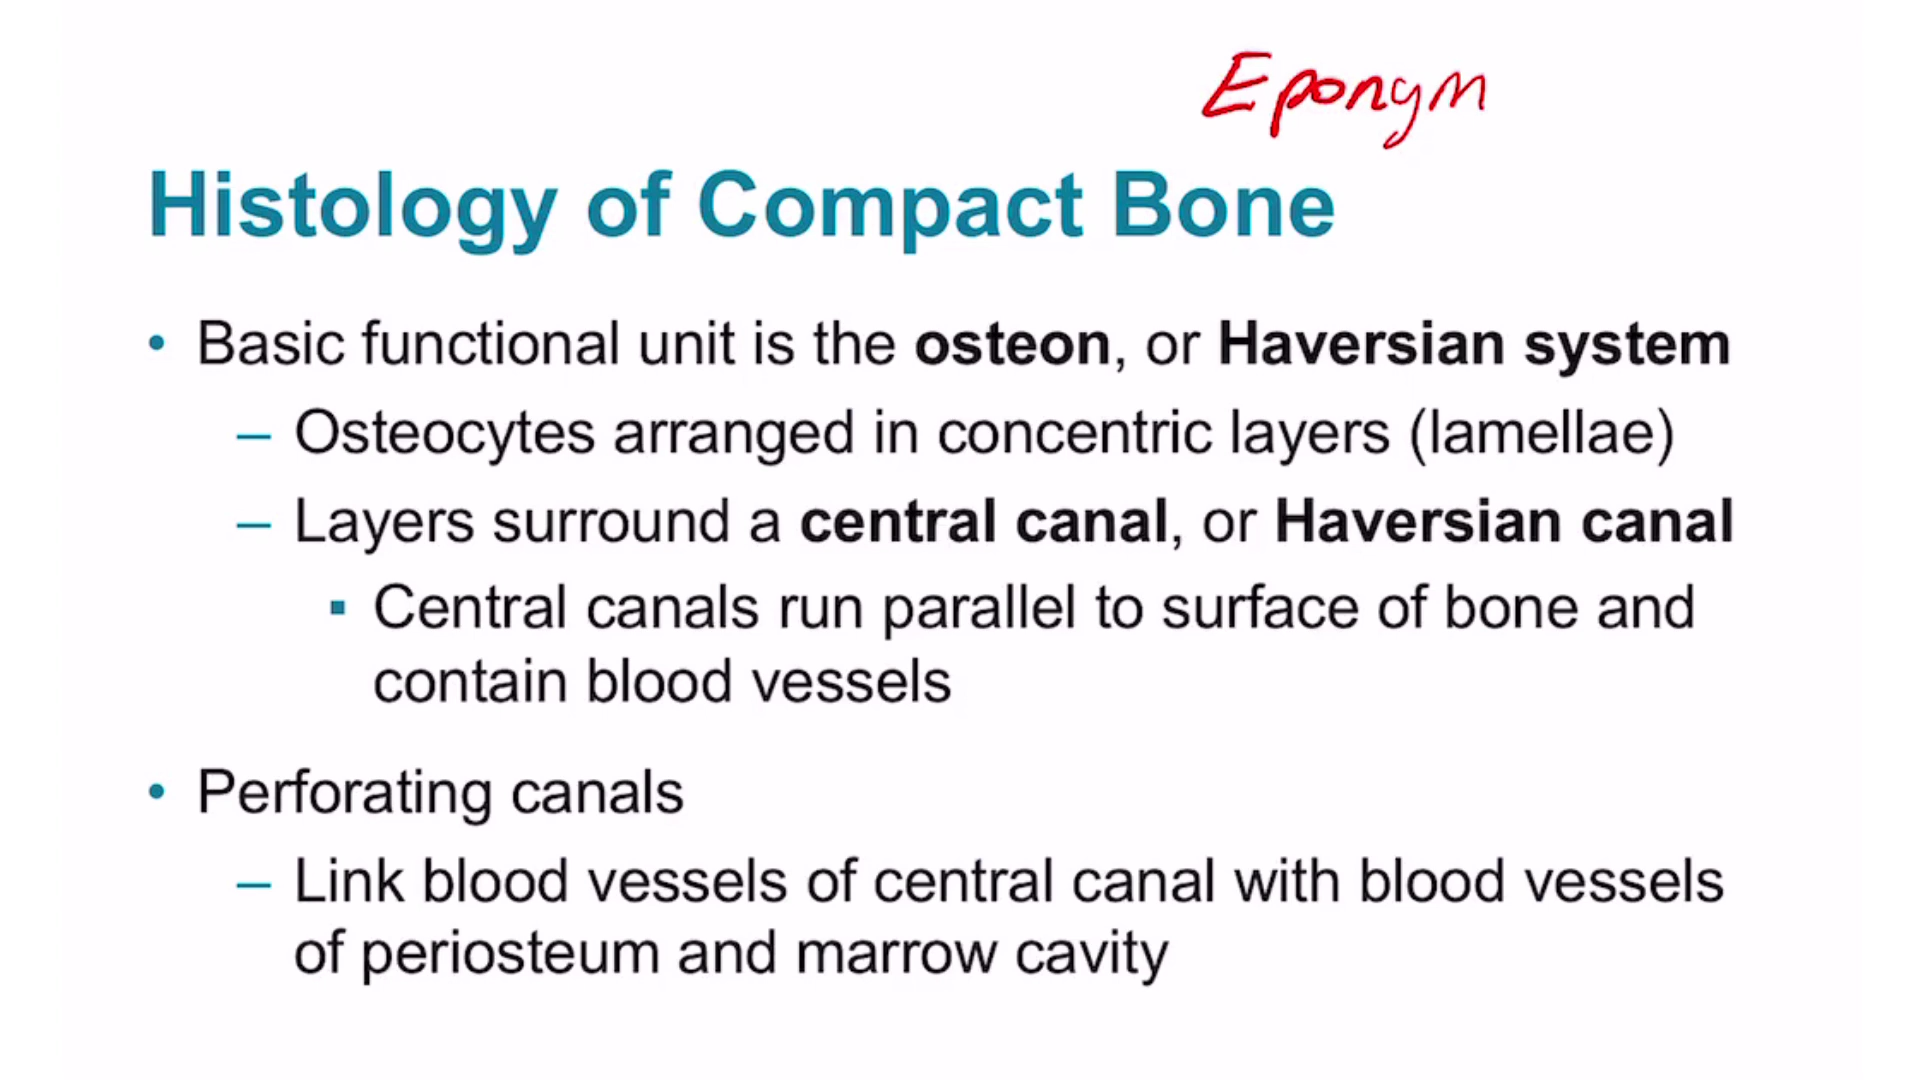 Eponym
Histology of Compact Bone
• Basic functional unit is the osteon, or Haversian system
– Osteocytes arranged in concentric layers (lamellae)
– Layers surround a central canal, or Haversian canal
▪ Central canals run parallel to surface of bone and
contain blood vessels
• Perforating canals
– Link blood vessels of central canal with blood vessels
of periosteum and marrow cavity